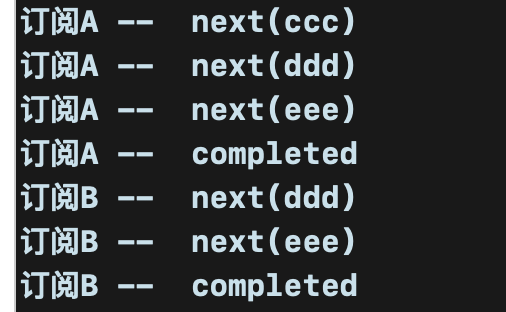 订阅A --  next(ccc)
订阅A --  next(ddd)
订阅A --  next(eee)
订阅A --  completed
订阅B --  next(ddd)
订阅B --  next(eee)
订阅B --  completed